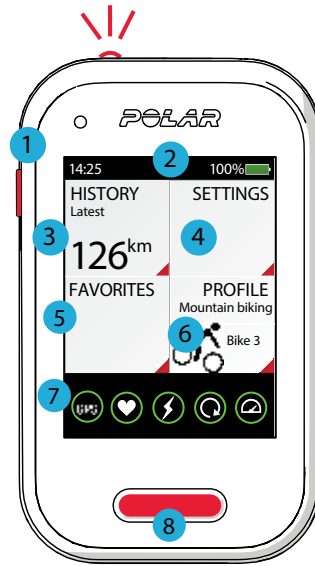 POLAR
1
2
14:25 100%
HISTORY SETTINGS
Latest
3 126km 4
FAVORITES PROFILE
Mountain biking
5
6 Bike 3
7
GPS
8